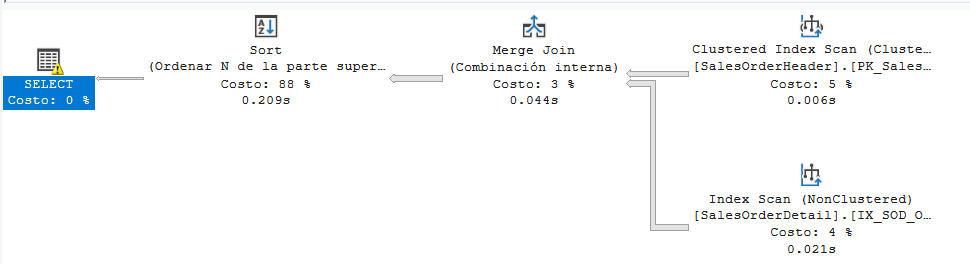 SELECT
Costo: 0 %
Sort
(Ordenar N de la parte super…
Costo: 88 %
0.209s
Merge Join
(Combinación interna)
Costo: 3 %
0.044s
Clustered Index Scan (Cluste…
[SalesOrderHeader].[PK_Sales…
Costo: 5 %
0.006s
Index Scan (NonClustered)
[SalesOrderDetail].[IX_SOD_O…
Costo: 4 %
0.021s